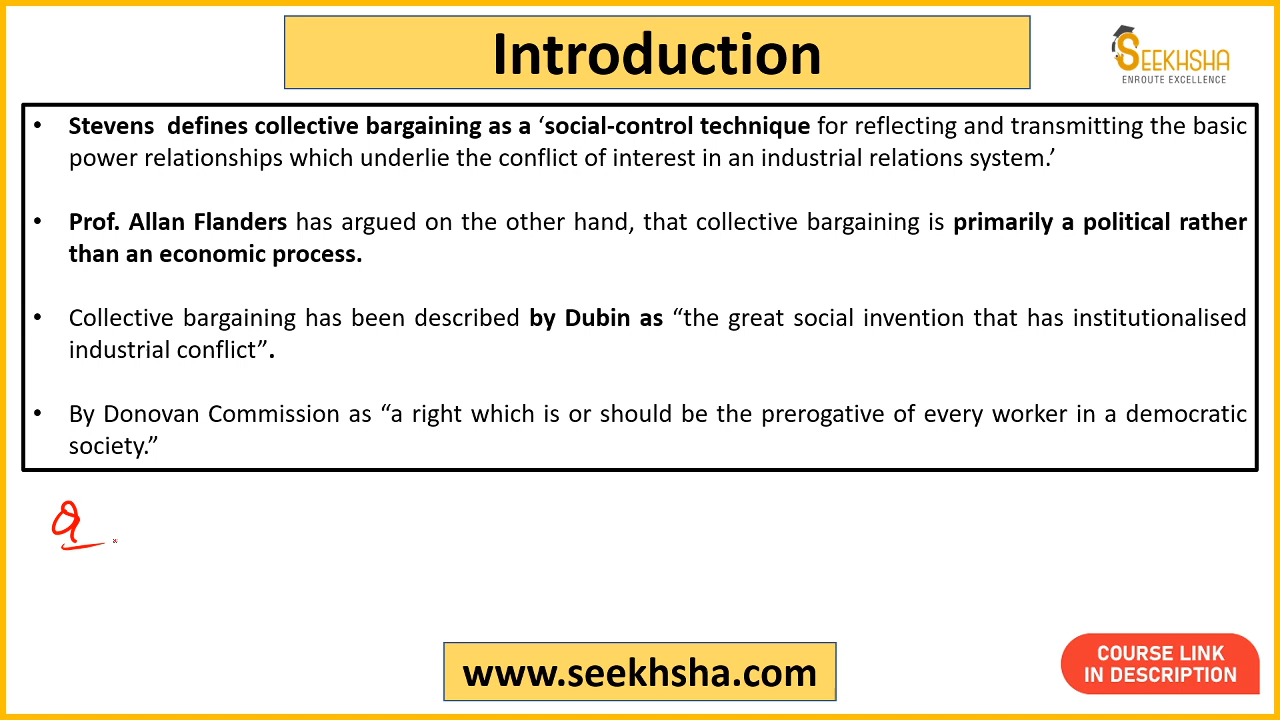 Introduction
SEEKHSHA
ENROUTE EXCELLENCE
• Stevens defines collective bargaining as a ‘social-control technique for reflecting and transmitting the basic
power relationships which underlie the conflict of interest in an industrial relations system.’
• Prof. Allan Flanders has argued on the other hand, that collective bargaining is primarily a political rather
than an economic process.
• Collective bargaining has been described by Dubin as “the great social invention that has institutionalised
industrial conflict”.
• By Donovan Commission as “a right which is or should be the prerogative of every worker in a democratic
society.”
Q
www.seekhsha.com
COURSE LINK
IN DESCRIPTION